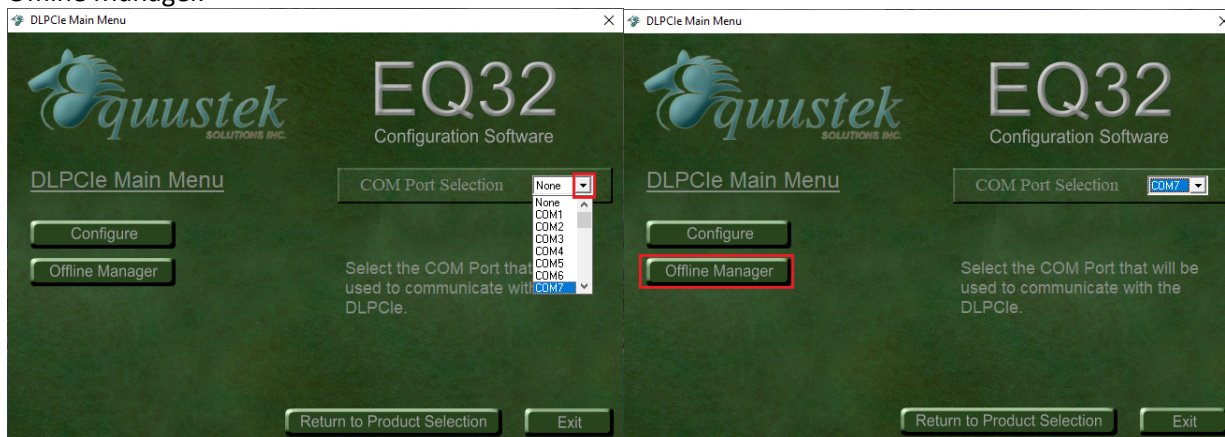 Offline Manager.
DLPCIe Main Menu
Equustek
SOLUTIONS INC.
EQ32
Configuration Software
DLPCIe Main Menu
COM Port Selection
None
None
COM1
COM2
COM3
COM4
COM5
COM6
COM7
Configure
Offline Manager
Select the COM Port that
used to communicate with
DLPCIe.
Return to Product Selection
Exit
DLPCIe Main Menu
Equustek
SOLUTIONS INC.
EQ32
Configuration Software
DLPCIe Main Menu
COM Port Selection
COM7
Configure
Offline Manager
Select the COM Port that will be
used to communicate with the
DLPCIe.
Return to Product Selection
Exit